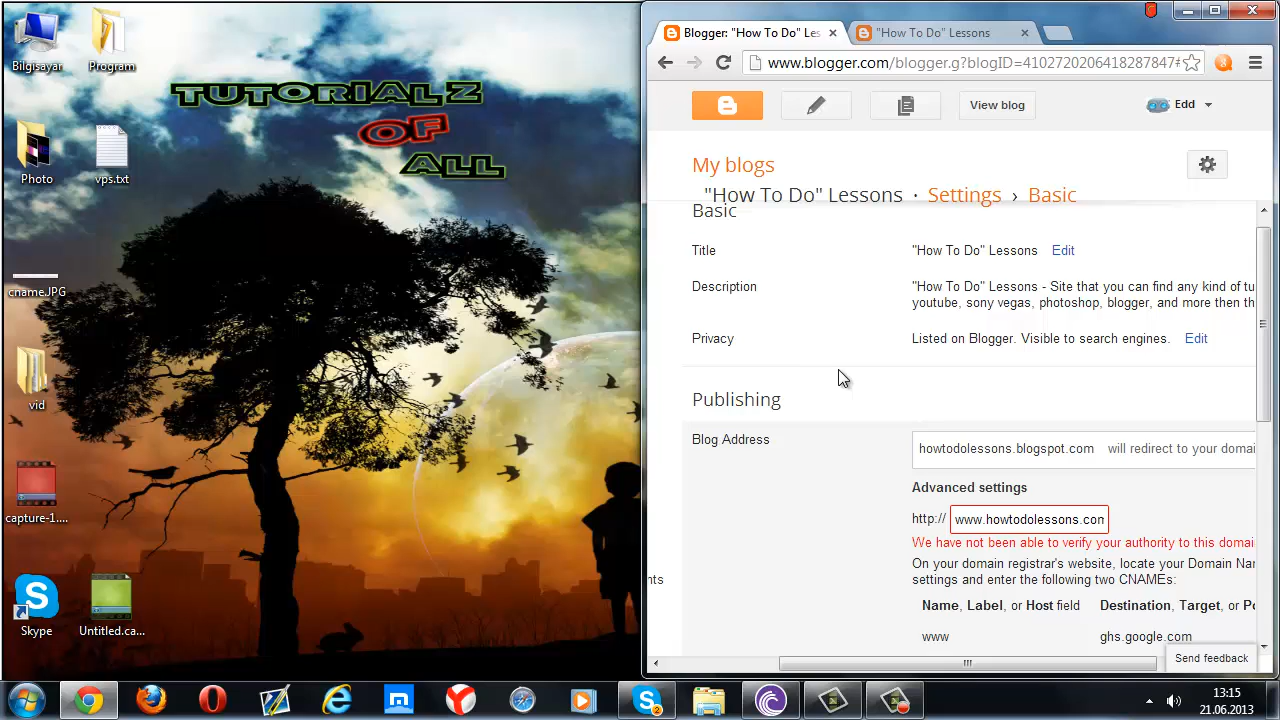 Bilgisayar
Program
Photo
vps.txt
cname.JPG
vid
capture-1....
Skype
Untitled.ca...
TUTORIALZ
OF
ALL
Blogger: "How To Do" Les
"How To Do" Lessons
www.blogger.com/blogger.g?blogID=4102720206418287847#
View blog
Edd
My blogs
"How To Do" Lessons · Settings › Basic
Basic
Title
"How To Do" Lessons Edit
Description
"How To Do" Lessons - Site that you can find any kind of tu
youtube, sony vegas, photoshop, blogger, and more then th
Privacy
Listed on Blogger. Visible to search engines. Edit
Publishing
Blog Address
howtodolessons.blogspot.com will redirect to your domai
Advanced settings
http:// www.howtodolessons.com
We have not been able to verify your authority to this domai
On your domain registrar's website, locate your Domain Nar
settings and enter the following two CNAMEs:
nts
Name, Label, or Host field Destination, Target, or Po
www ghs.google.com
Send feedback
2
13:15
21.06.2013